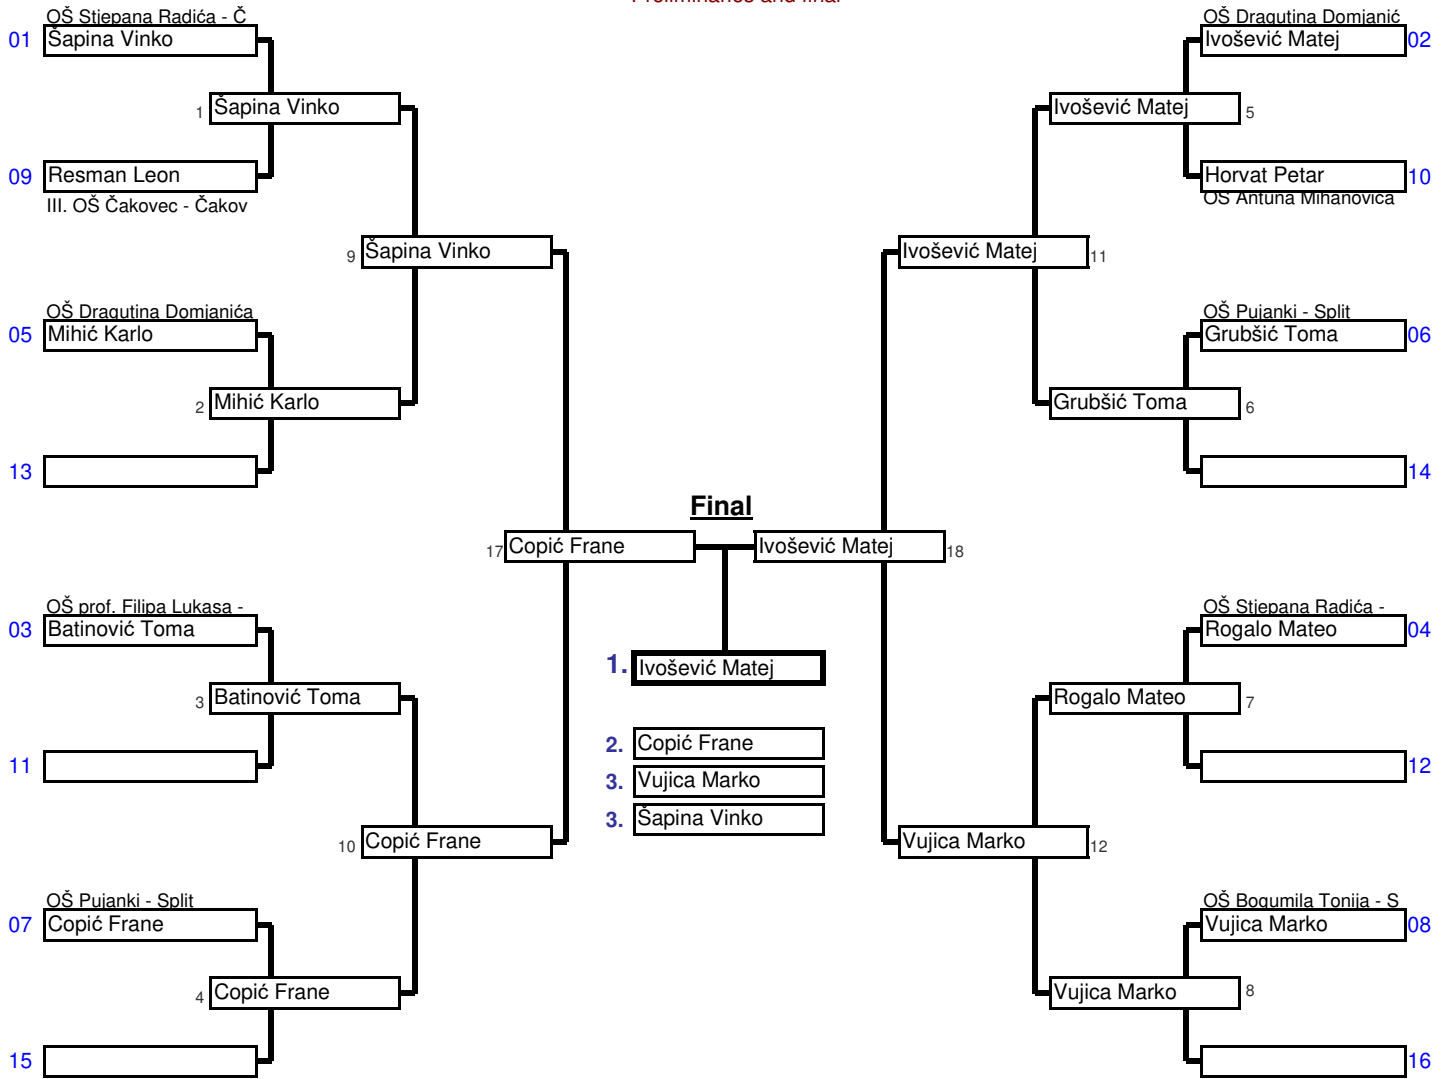 Preliminaries and final
OŠ Stjepana Radića - Č
01 Šapina Vinko
1 Šapina Vinko
09 Resman Leon
III. OŠ Čakovec - Čakov
9 Šapina Vinko
OŠ Dragutina Domjanića
05 Mihić Karlo
2 Mihić Karlo
13
17 Copić Frane
OŠ prof. Filipa Lukasa -
03 Batinović Toma
3 Batinović Toma
11
10 Copić Frane
OŠ Pujanki - Split
07 Copić Frane
4 Copić Frane
15
Final
1. Ivošević Matej
2. Copić Frane
3. Vujica Marko
3. Šapina Vinko
OŠ Dragutina Domjanić
Ivošević Matej 02
Ivošević Matej 5
Horvat Petar 10
OŠ Antuna Mihanovića
Ivošević Matej 11
OŠ Pujanki - Split
Grubšić Toma 06
Grubšić Toma 6
14
Ivošević Matej 18
OŠ Stjepana Radića -
Rogalo Mateo 04
Rogalo Mateo 7
12
Vujica Marko 12
OŠ Bogumila Tonija - S
Vujica Marko 08
Vujica Marko 8
16